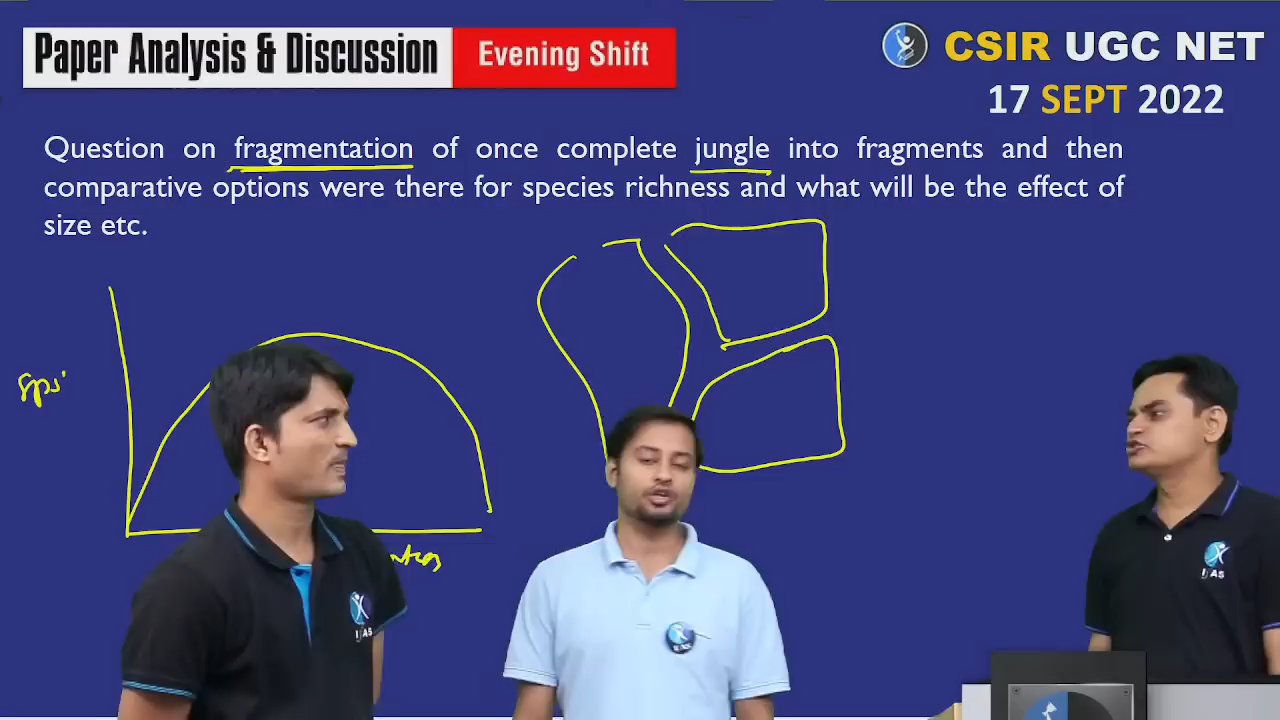 Paper Analysis & Discussion
Evening Shift
CSIR UGC NET
17 SEPT 2022
Question on fragmentation of once complete jungle into fragments and then
comparative options were there for species richness and what will be the effect of
size etc.